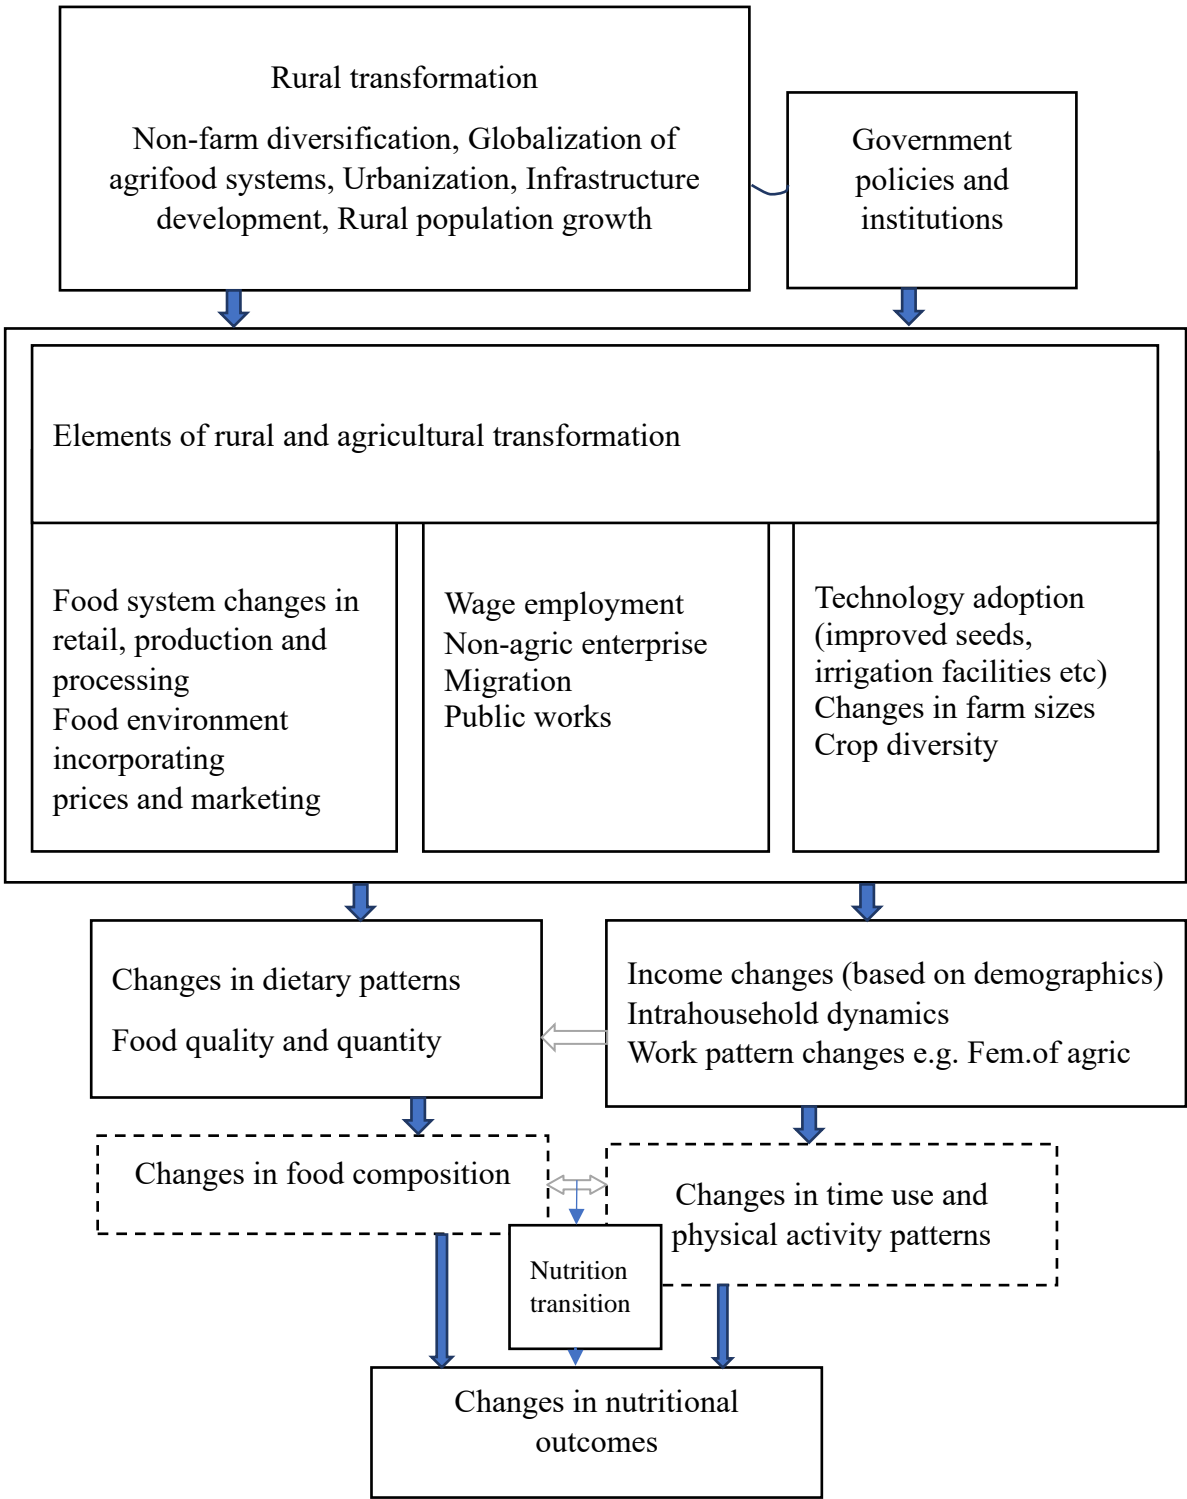 Rural transformation
Non-farm diversification, Globalization of
agrifood systems, Urbanization, Infrastructure
development, Rural population growth
Government
policies and
institutions
Elements of rural and agricultural transformation
Food system changes in
retail, production and
processing
Food environment
incorporating
prices and marketing
Wage employment
Non-agric enterprise
Migration
Public works
Technology adoption
(improved seeds,
irrigation facilities etc)
Changes in farm sizes
Crop diversity
Changes in dietary patterns
Food quality and quantity
Income changes (based on demographics)
Intrahousehold dynamics
Work pattern changes e.g. Fem.of agric
Changes in food composition
Changes in time use and
physical activity patterns
Nutrition
transition
Changes in nutritional
outcomes